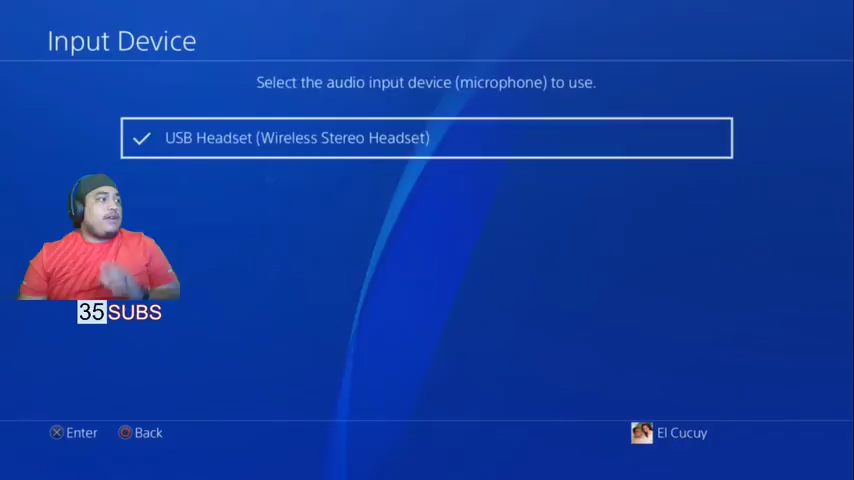 Input Device
Select the audio input device (microphone) to use.
USB Headset (Wireless Stereo Headset)
35 SUBS
Enter Back El Cucuy